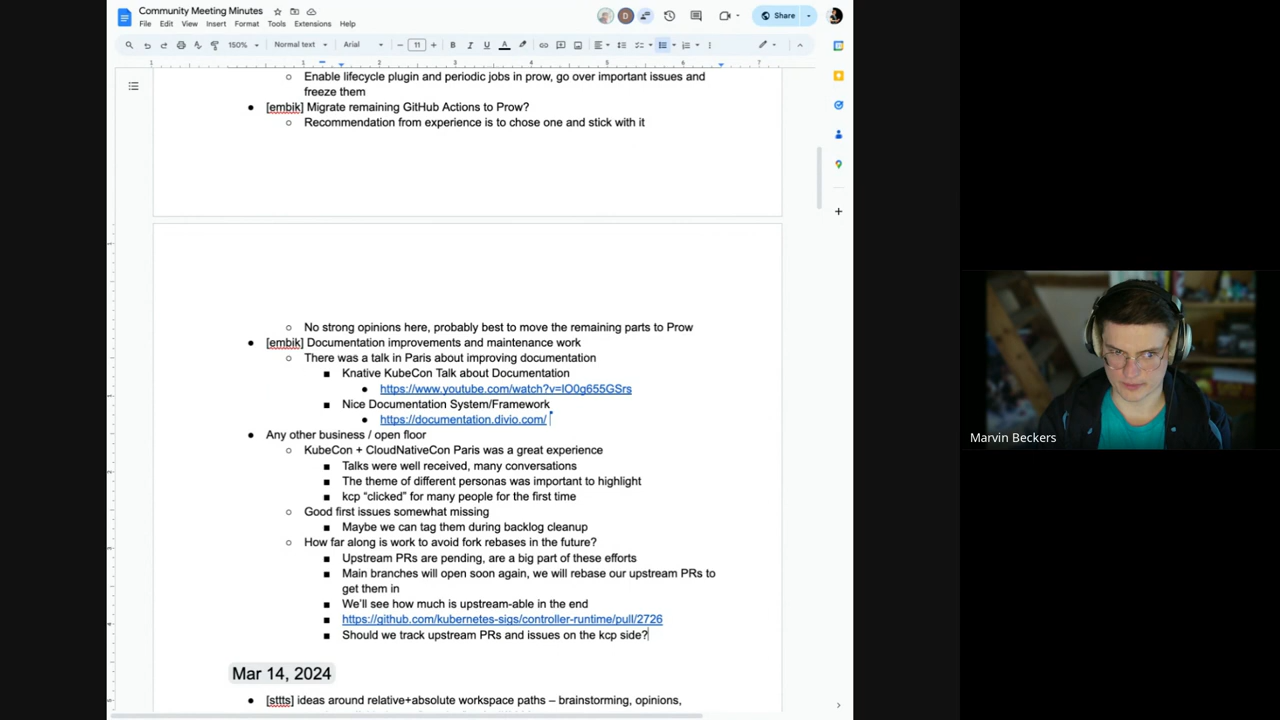 Community Meeting Minutes
File Edit View Insert Format Tools Extensions Help
D
Share
150% Normal text Arial 11 B I U A
1 1 2 3 4 5 6 7
Enable lifecycle plugin and periodic jobs in prow, go over important issues and
freeze them
[embik] Migrate remaining GitHub Actions to Prow?
Recommendation from experience is to chose one and stick with it
No strong opinions here, probably best to move the remaining parts to Prow
[embik] Documentation improvements and maintenance work
There was a talk in Paris about improving documentation
Knative KubeCon Talk about Documentation
https://www.youtube.com/watch?v=IO0g655GSrs
Nice Documentation System/Framework
https://documentation.divio.com/
Any other business / open floor
KubeCon + CloudNativeCon Paris was a great experience
Talks were well received, many conversations
The theme of different personas was important to highlight
kcp “clicked” for many people for the first time
Good first issues somewhat missing
Maybe we can tag them during backlog cleanup
How far along is work to avoid fork rebases in the future?
Upstream PRs are pending, are a big part of these efforts
Main branches will open soon again, we will rebase our upstream PRs to
get them in
We’ll see how much is upstream-able in the end
https://github.com/kubernetes-sigs/controller-runtime/pull/2726
Should we track upstream PRs and issues on the kcp side?
Mar 14, 2024
[sttts] ideas around relative+absolute workspace paths – brainstorming, opinions,
Marvin Beckers